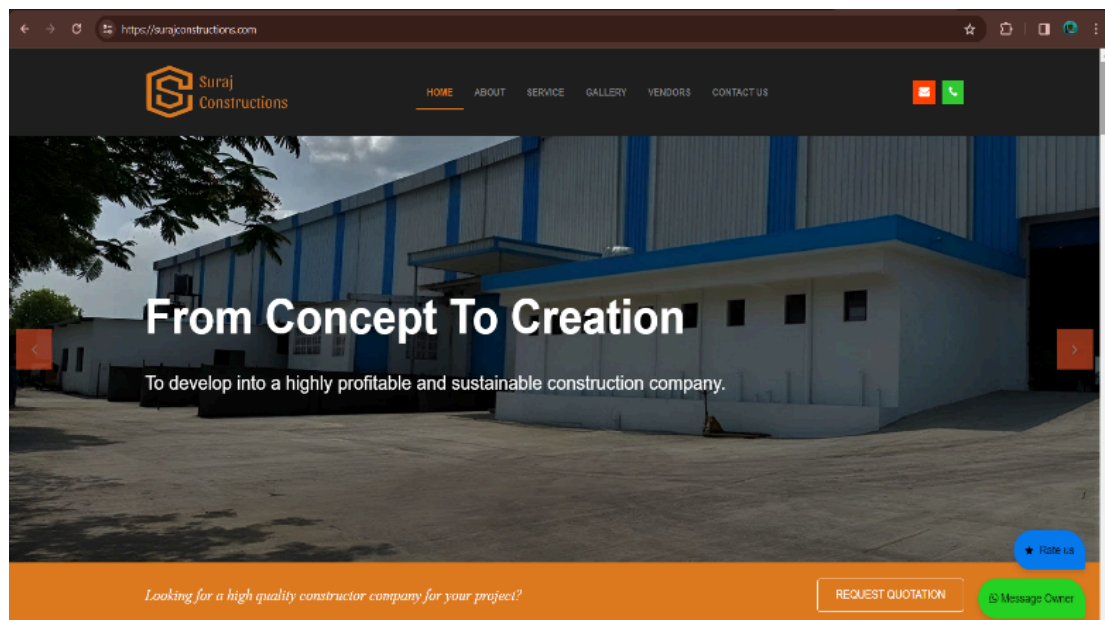 https://surajconstructions.com
Suraj
Constructions
HOME ABOUT SERVICE GALLERY VENDORS CONTACT US
From Concept To Creation
To develop into a highly profitable and sustainable construction company.
Rate us
Looking for a high quality constructor company for your project?
REQUEST QUOTATION
Message Owner